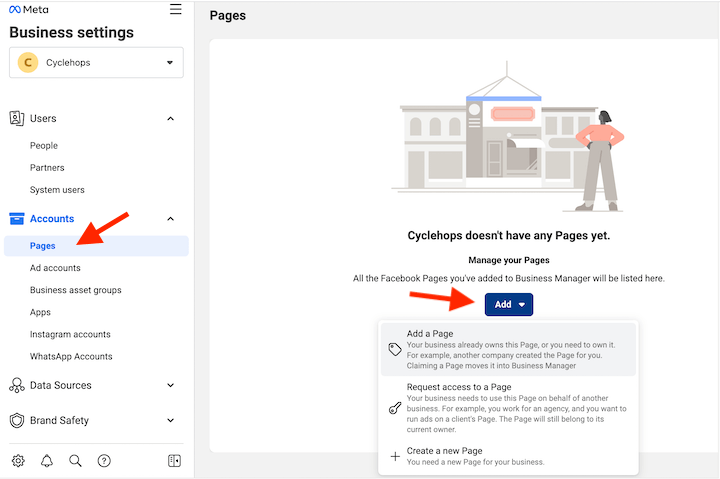 Meta
Business settings
C Cyclehops
Users
People
Partners
System users
Accounts
Pages
Ad accounts
Business asset groups
Apps
Instagram accounts
WhatsApp Accounts
Data Sources
Brand Safety
Pages
Cyclehops doesn't have any Pages yet.
Manage your Pages
All the Facebook Pages you've added to Business Manager will be listed here.
Add
Add a Page
Your business already owns this Page, or you need to own it.
For example, another company created the Page for you.
Claiming a Page moves it into Business Manager
Request access to a Page
Your business needs to use this Page on behalf of another
business. For example, you work for an agency, and you want to
run ads on a client's Page. The Page will still belong to its
current owner.
Create a new Page
You need a new Page for your business.